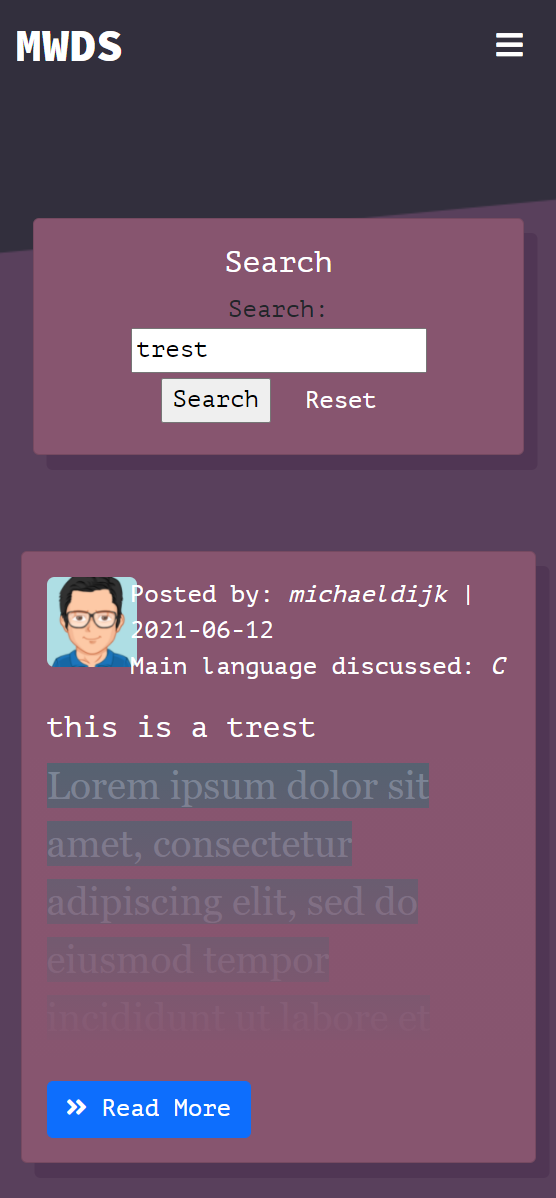 MWDS
Search
Search:
trest
Search Reset
Posted by: michaeldijk |
2021-06-12
Main language discussed: C
this is a trest
Lorem ipsum dolor sit
amet, consectetur
adipiscing elit, sed do
eiusmod tempor
incididunt ut labore et
Read More